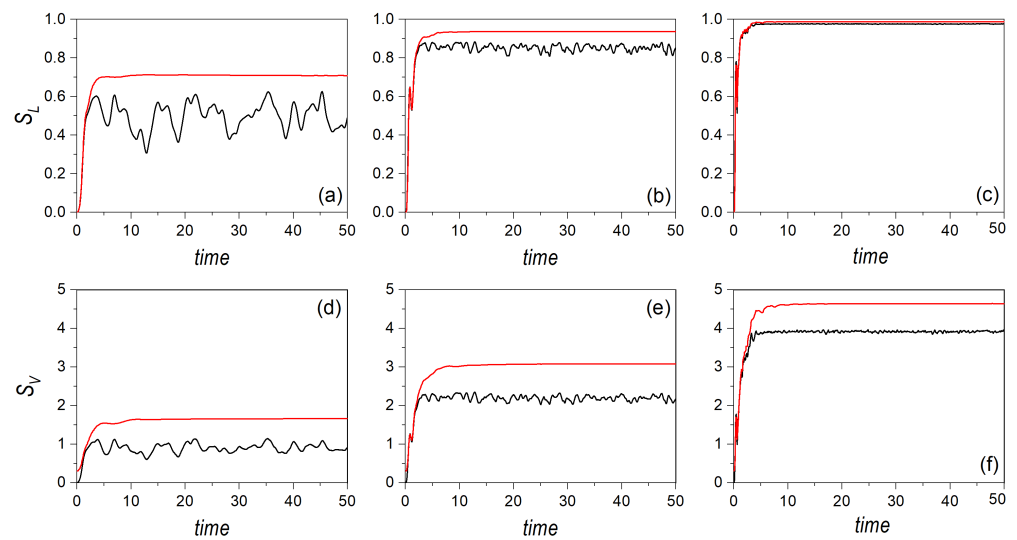 1.0 1.0 1.0
0.8 0.8 0.8
0.6 0.6 0.6
S_L
0.4 0.4 0.4
0.2 0.2 0.2
(a) (b) (c)
0.0 0.0 0.0
0 10 20 30 40 50 0 10 20 30 40 50 0 10 20 30 40 50
time time time
5 5 5
(d) (e)
4 4 4
3 3 3
S_V
2 2 2
1 1 1
(f)
0 0 0
0 10 20 30 40 50 0 10 20 30 40 50 0 10 20 30 40 50
time time time